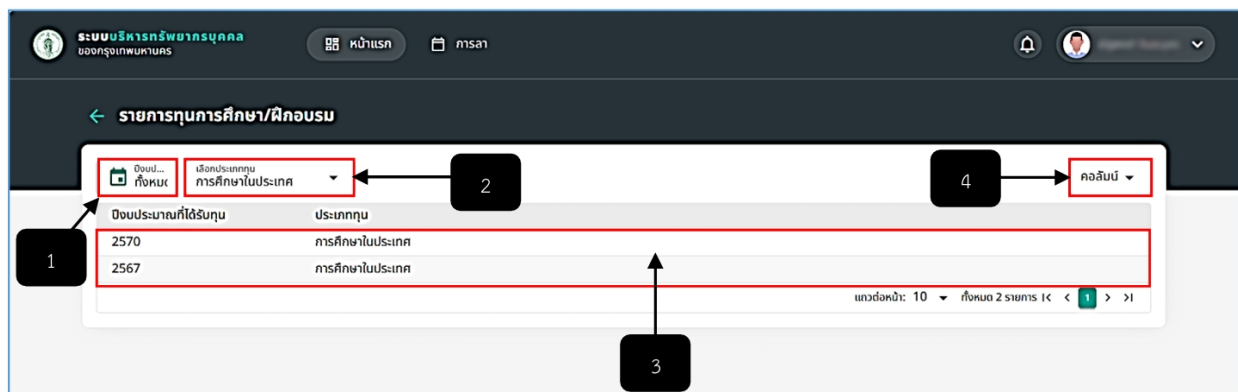 ระบบบริหารทรัพยากรบุคคล
ของกรุงเทพมหานคร
หน้าแรก
การลา
รายการทุนการศึกษา/ฝึกอบรม
ปีงบป...
ทั้งหมด
เลือกประเภททุน
การศึกษาในประเทศ
2
4
คอลัมน์
ปีงบประมาณที่ได้รับทุน ประเภททุน
2570 การศึกษาในประเทศ
1
2567 การศึกษาในประเทศ
แถวต่อหน้า: 10 ทั้งหมด 2 รายการ 1
3